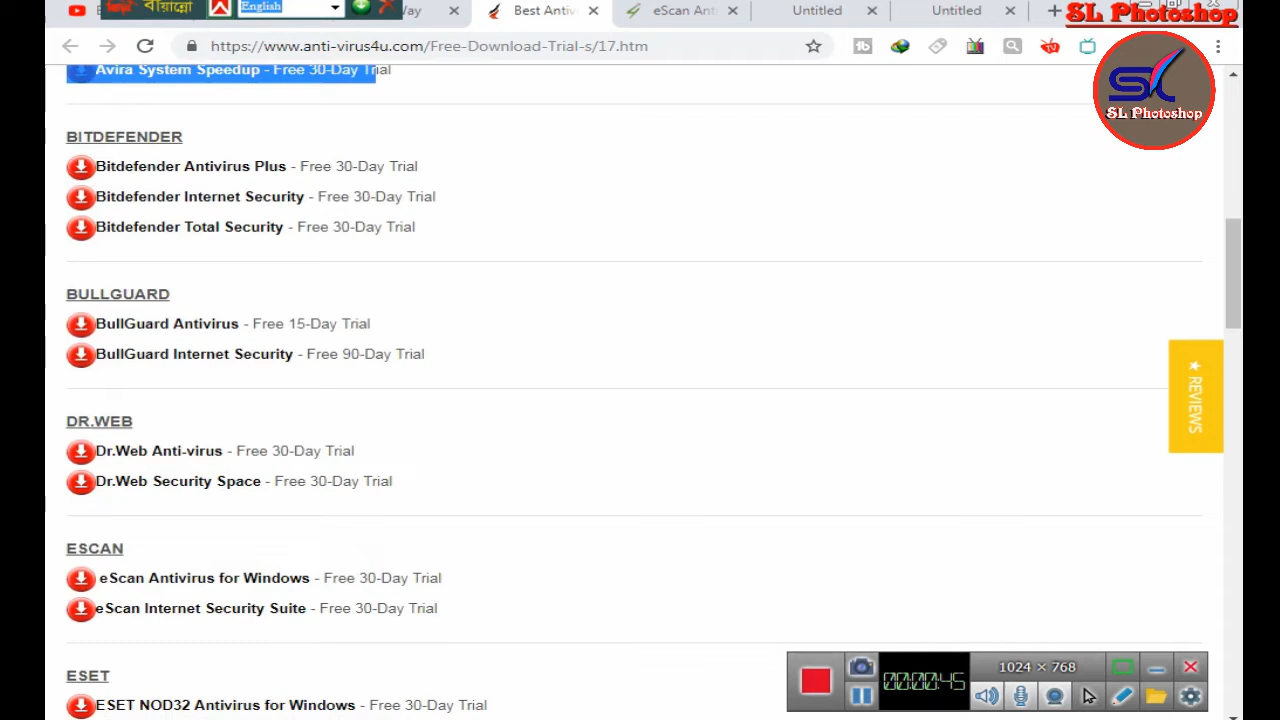 বায়ান্নো
English
Best Antiv
eScan Ant
Untitled
Untitled
SL Photoshop
https://www.anti-virus4u.com/Free-Download-Trial-s/17.htm
Avira System Speedup - Free 30-Day Trial
SL Photoshop
BITDEFENDER
Bitdefender Antivirus Plus - Free 30-Day Trial
Bitdefender Internet Security - Free 30-Day Trial
Bitdefender Total Security - Free 30-Day Trial
BULLGUARD
BullGuard Antivirus - Free 15-Day Trial
BullGuard Internet Security - Free 90-Day Trial
★ REVIEWS
DR.WEB
Dr.Web Anti-virus - Free 30-Day Trial
Dr.Web Security Space - Free 30-Day Trial
ESCAN
eScan Antivirus for Windows - Free 30-Day Trial
eScan Internet Security Suite - Free 30-Day Trial
ESET
ESET NOD32 Antivirus for Windows - Free 30-Day Trial
1024 × 768
00:00:45